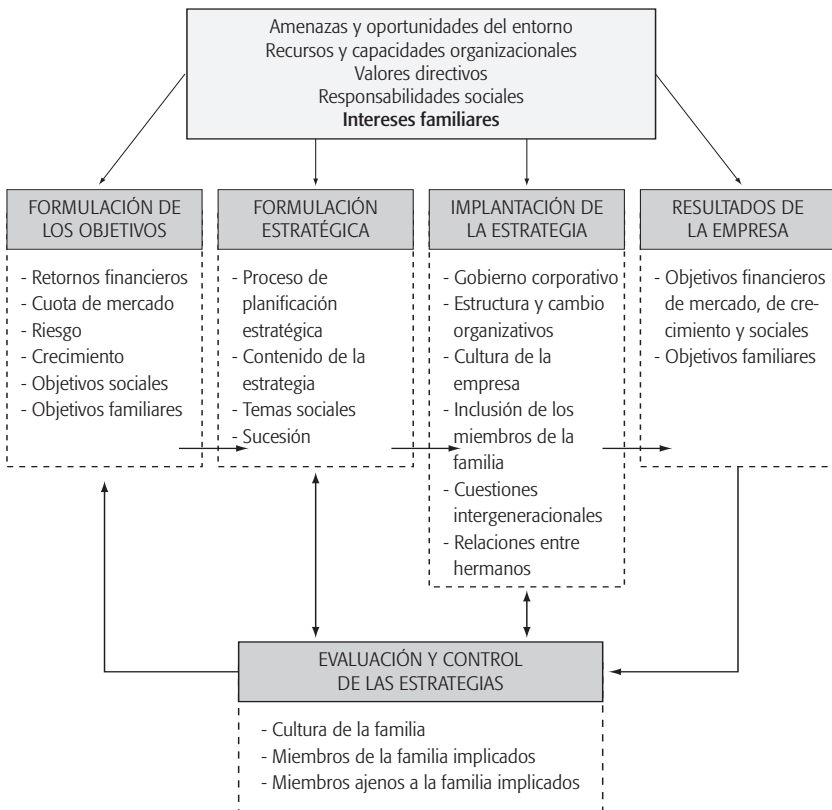 Amenazas y oportunidades del entorno
Recursos y capacidades organizacionales
Valores directivos
Responsabilidades sociales
Intereses familiares
FORMULACIÓN DE
LOS OBJETIVOS
- Retornos financieros
- Cuota de mercado
- Riesgo
- Crecimiento
- Objetivos sociales
- Objetivos familiares
FORMULACIÓN
ESTRATÉGICA
- Proceso de
planificación
estratégica
- Contenido de la
estrategia
- Temas sociales
- Sucesión
IMPLANTACIÓN DE
LA ESTRATEGIA
- Gobierno corporativo
- Estructura y cambio
organizativos
- Cultura de la
empresa
- Inclusión de los
miembros de la
familia
- Cuestiones
intergeneracionales
- Relaciones entre
hermanos
RESULTADOS DE
LA EMPRESA
- Objetivos financieros
de mercado, de cre-
cimiento y sociales
- Objetivos familiares
EVALUACIÓN Y CONTROL
DE LAS ESTRATEGIAS
- Cultura de la familia
- Miembros de la familia implicados
- Miembros ajenos a la familia implicados